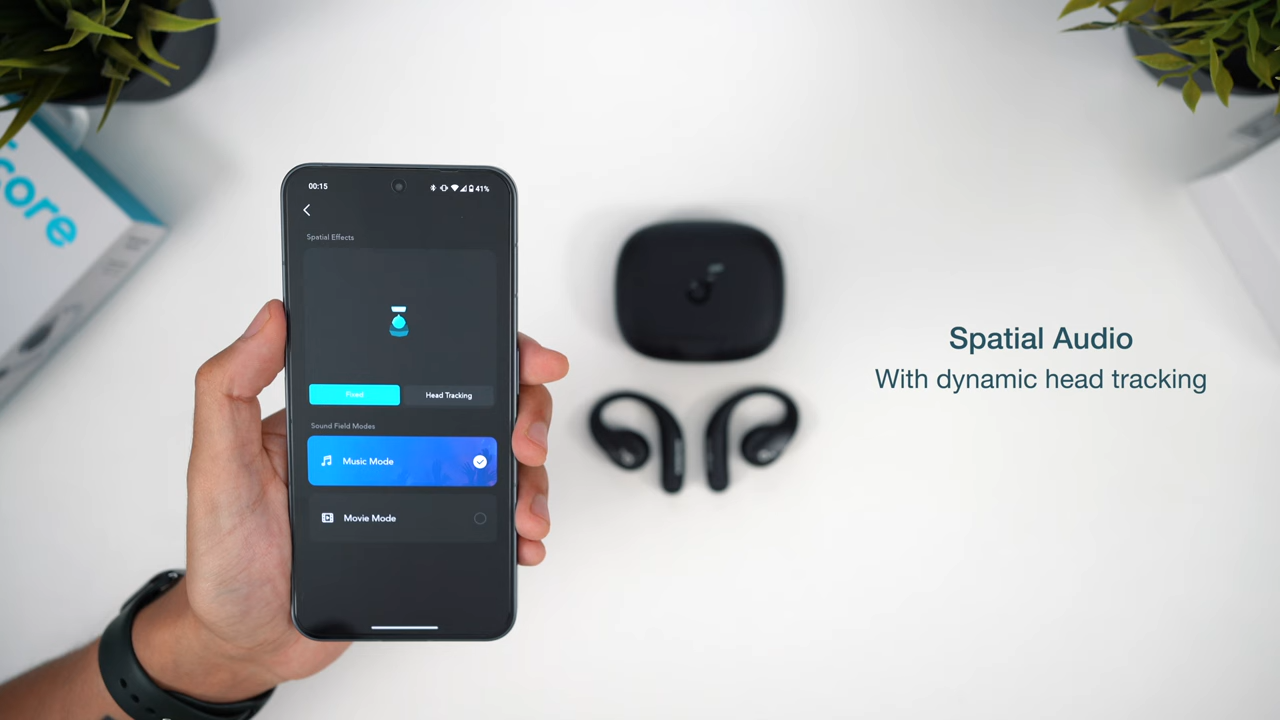 core
00:15
41%
Spatial Effects
Fixed
Head Tracking
Sound Field Modes
Music Mode
Movie Mode
Spatial Audio
With dynamic head tracking